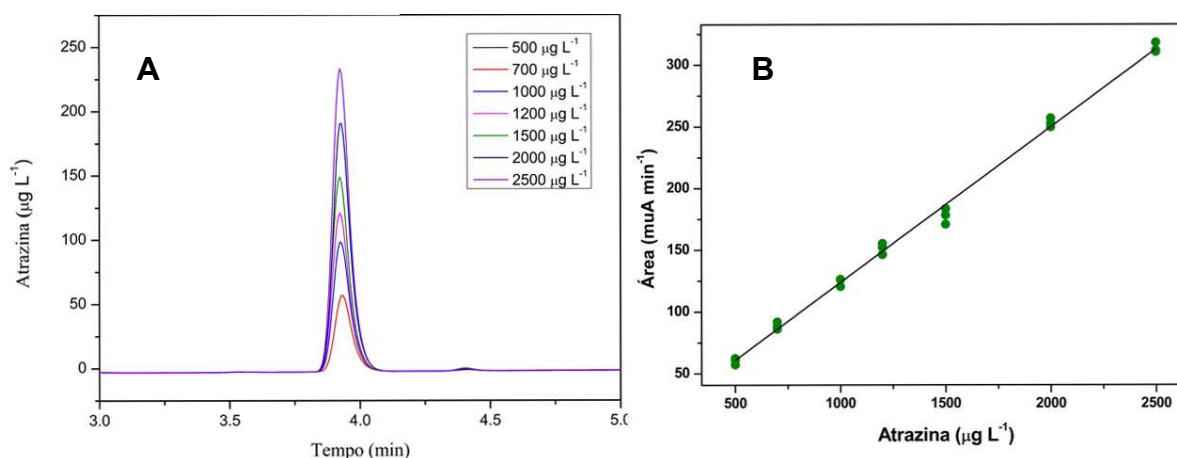 A
250
200
150
100
50
0
Atrazina (µg L-1)
3.0 3.5 4.0 4.5 5.0
Tempo (min)
500 µg L-1
700 µg L-1
1000 µg L-1
1200 µg L-1
1500 µg L-1
2000 µg L-1
2500 µg L-1
B
300
250
200
150
100
50
Área (muA min-1)
500 1000 1500 2000 2500
Atrazina (µg L-1)